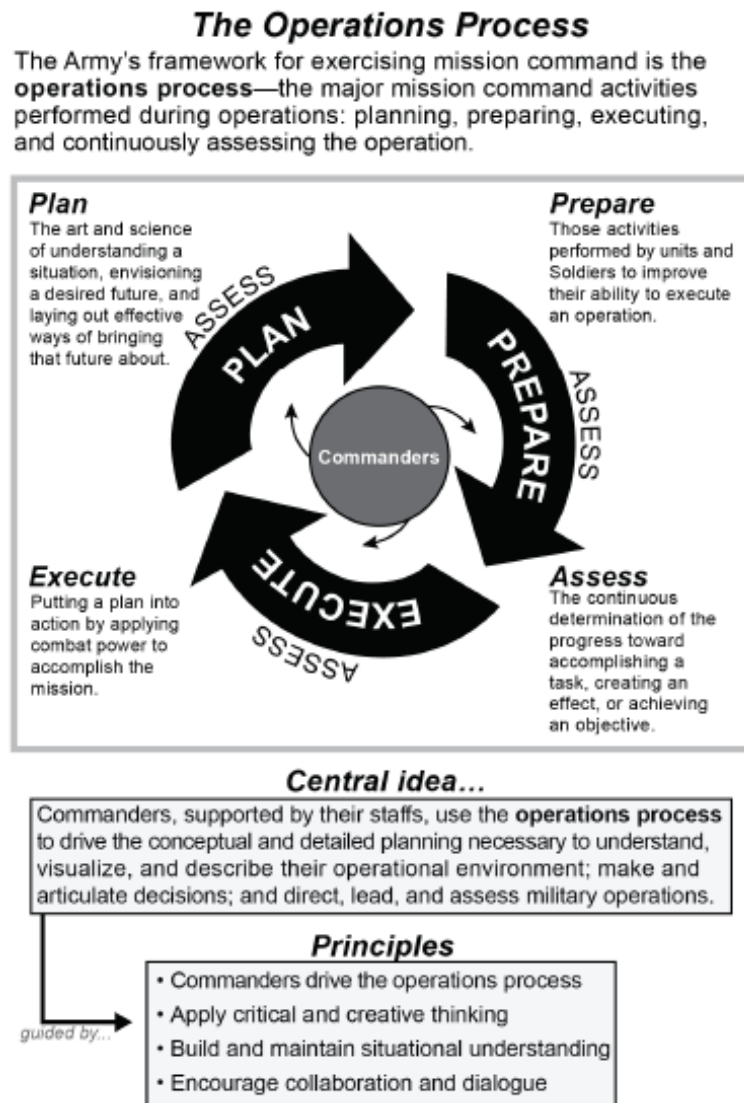 The Operations Process
The Army's framework for exercising mission command is the
operations process—the major mission command activities
performed during operations: planning, preparing, executing,
and continuously assessing the operation.
Plan
The art and science
of understanding a
situation, envisioning
a desired future, and
laying out effective
ways of bringing
that future about.
Prepare
Those activities
performed by units and
Soldiers to improve
their ability to execute
an operation.
ASSESS
PLAN
PREPARE
ASSESS
Commanders
EXECUTE
ASSESS
Execute
Putting a plan into
action by applying
combat power to
accomplish the
mission.
Assess
The continuous
determination of the
progress toward
accomplishing a
task, creating an
effect, or achieving
an objective.
Central idea…
Commanders, supported by their staffs, use the operations process
to drive the conceptual and detailed planning necessary to understand,
visualize, and describe their operational environment; make and
articulate decisions; and direct, lead, and assess military operations.
guided by...
Principles
• Commanders drive the operations process
• Apply critical and creative thinking
• Build and maintain situational understanding
• Encourage collaboration and dialogue